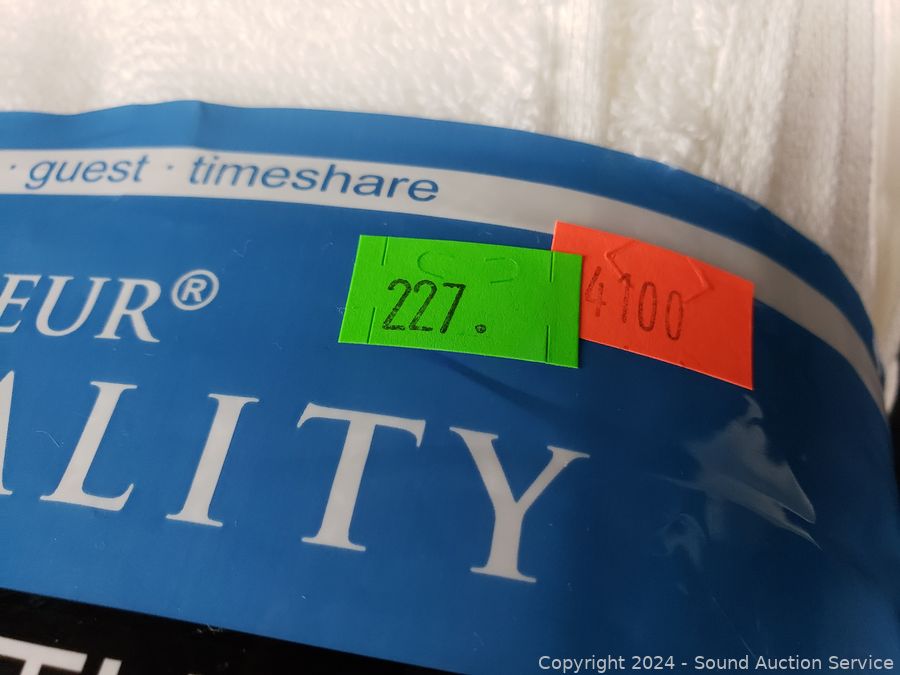 · guest · timeshare
EUR®
227.
4100
ALITY
Copyright 2024 - Sound Auction Service